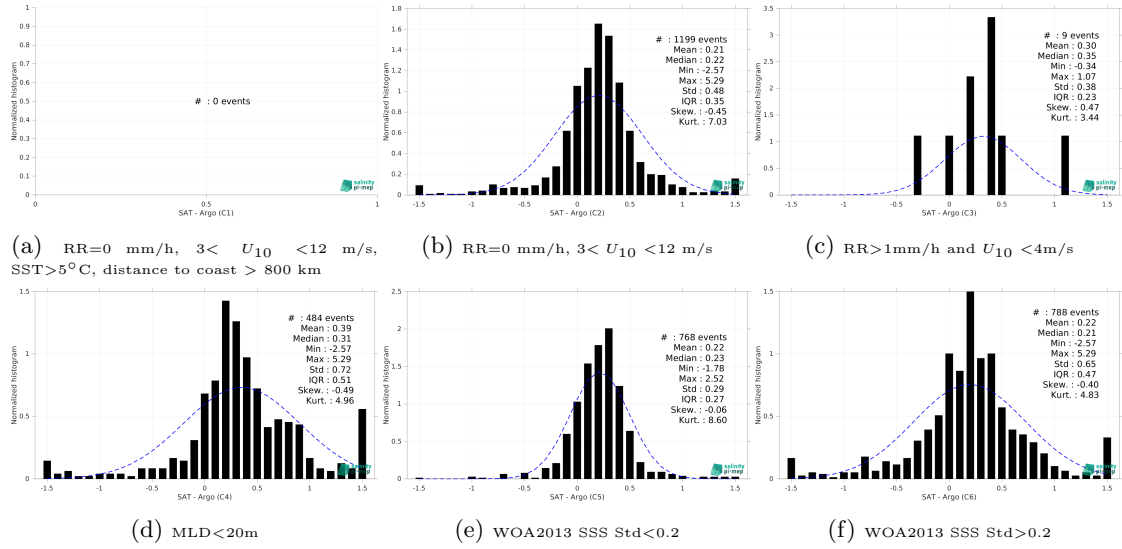 1
0.9
0.8
0.7
0.6
0.5
0.4
0.3
0.2
0.1
0
Normalized histogram
# : 0 events
salinity
pi-mep
0 0.5 1
SAT - Argo (C1)
1.8
1.6
1.4
1.2
1.0
0.8
0.6
0.4
0.2
0
Normalized histogram
# : 1199 events
Mean : 0.21
Median : 0.22
Min : -2.57
Max : 5.29
Std : 0.48
IQR : 0.35
Skew. : -0.45
Kurt. : 7.03
salinity
pi-mep
-1.5 -1 -0.5 0 0.5 1 1.5
SAT - Argo (C2)
3.5
3
2.5
2
1.5
1
0.5
0
Normalized histogram
# : 9 events
Mean : 0.30
Median : 0.35
Min : -0.34
Max : 1.07
Std : 0.38
IQR : 0.23
Skew. : 0.47
Kurt. : 3.44
salinity
pi-mep
-1.5 -1 -0.5 0 0.5 1 1.5
SAT - Argo (C3)
(a) RR=0 mm/h, 3< U10 <12 m/s,
SST>5°C, distance to coast > 800 km
(b) RR=0 mm/h, 3< U10 <12 m/s
(c) RR>1mm/h and U10 <4m/s
1.5
1
0.5
0
Normalized histogram
# : 484 events
Mean : 0.39
Median : 0.31
Min : -2.57
Max : 5.29
Std : 0.72
IQR : 0.51
Skew. : -0.49
Kurt. : 4.96
salinity
pi-mep
-1.5 -1 -0.5 0 0.5 1 1.5
SAT - Argo (C4)
2.5
2
1.5
1
0.5
0
Normalized histogram
# : 768 events
Mean : 0.22
Median : 0.23
Min : -1.78
Max : 2.52
Std : 0.29
IQR : 0.27
Skew. : -0.06
Kurt. : 8.60
salinity
pi-mep
-1.5 -1 -0.5 0 0.5 1 1.5
SAT - Argo (C5)
1.5
1
0.5
0
Normalized histogram
# : 788 events
Mean : 0.22
Median : 0.21
Min : -2.57
Max : 5.29
Std : 0.65
IQR : 0.47
Skew. : -0.40
Kurt. : 4.83
salinity
pi-mep
-1.5 -1 -0.5 0 0.5 1 1.5
SAT - Argo (C6)
(d) MLD<20m
(e) WOA2013 SSS Std<0.2
(f) WOA2013 SSS Std>0.2